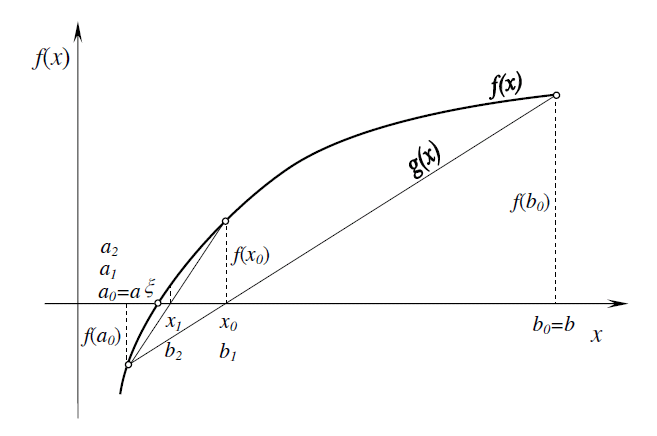 f(x)
f(x)
g(x)
f(b₀)
a₂
a₁
a₀=a ξ
f(x₀)
f(a₀)
x₁
x₀
b₀=b
x
b₂
b₁